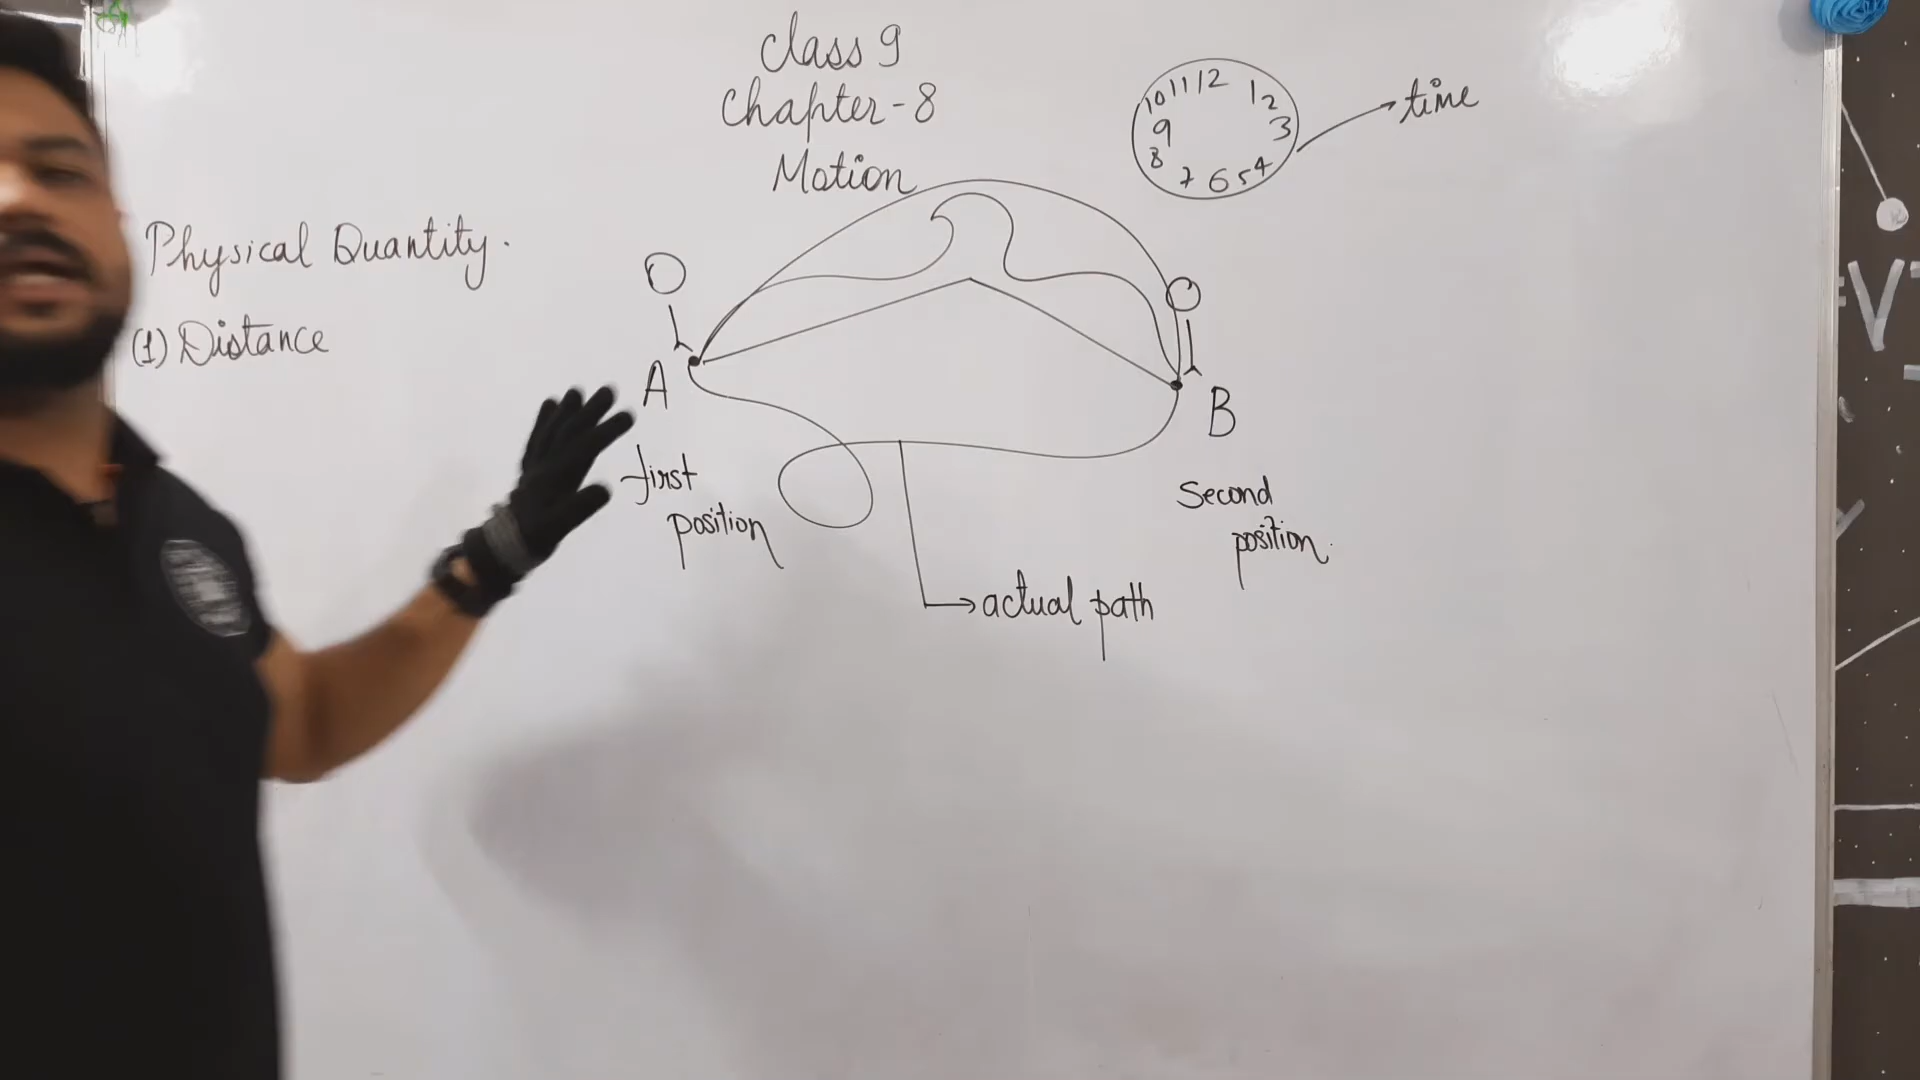 Class 9
Chapter-8
Motion
10 11 12 1 2
9 3
8 7 6 5 4
time
Physical Quantity.
(1) Distance
A
B
first
position
Second
position.
actual path